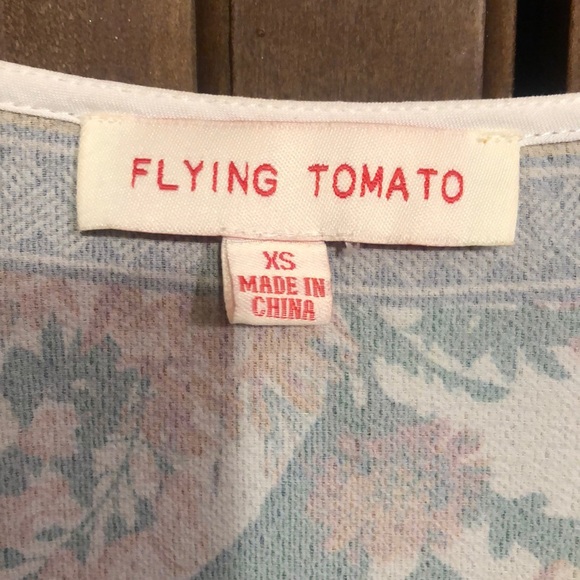 FLYING TOMATO
XS
MADE IN
CHINA